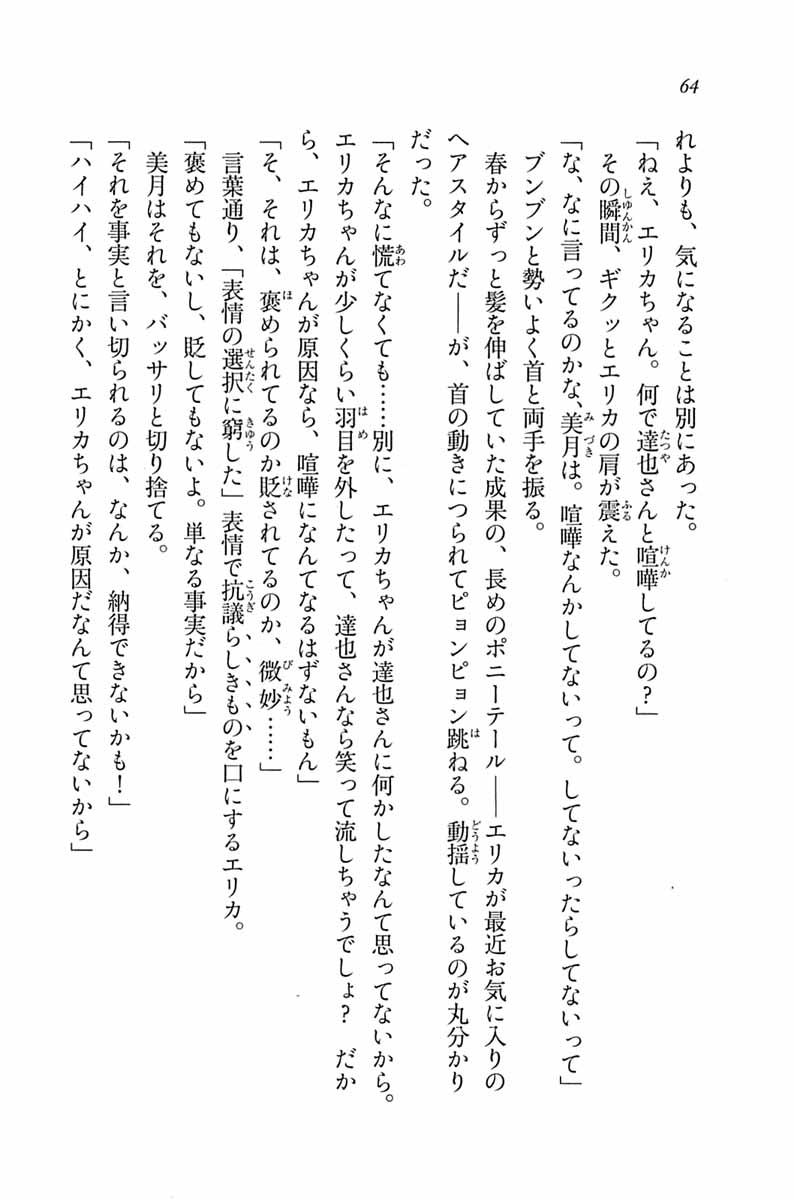 64
れよりも、気になることは別にあった。
「ねえ、エリカちゃん。何で達也さんと喧嘩してるの？」
その瞬間、ギクッとエリカの肩が震えた。
「な、なに言ってるのかな、美月は。喧嘩なんかしてないって。してないったらしてないって」
ブンブンと勢いよく首と両手を振る。
春からずっと髪を伸ばしていた成果の、長めのポニーテール――エリカが最近お気に入りの
ヘアスタイルだ――が、首の動きにつられてピョンピョン跳ねる。動揺しているのが丸分かり
だった。
「そんなに慌てなくても……別に、エリカちゃんが達也さんに何かしたなんて思ってないから。
エリカちゃんが少しくらい羽目を外したって、達也さんなら笑って流しちゃうでしょ？　だか
ら、エリカちゃんが原因なら、喧嘩になんてなるはずないもん」
「そ、それは、褒められてるのか貶されてるのか、微妙……」
言葉通り、「表情の選択に窮した」表情で抗議らしきものを口にするエリカ。
「褒めてもないし、貶してもないよ。単なる事実だから」
美月はそれを、バッサリと切り捨てる。
「それを事実と言い切られるのは、なんか、納得できないかも！」
「ハイハイ、とにかく、エリカちゃんが原因だなんて思ってないから」